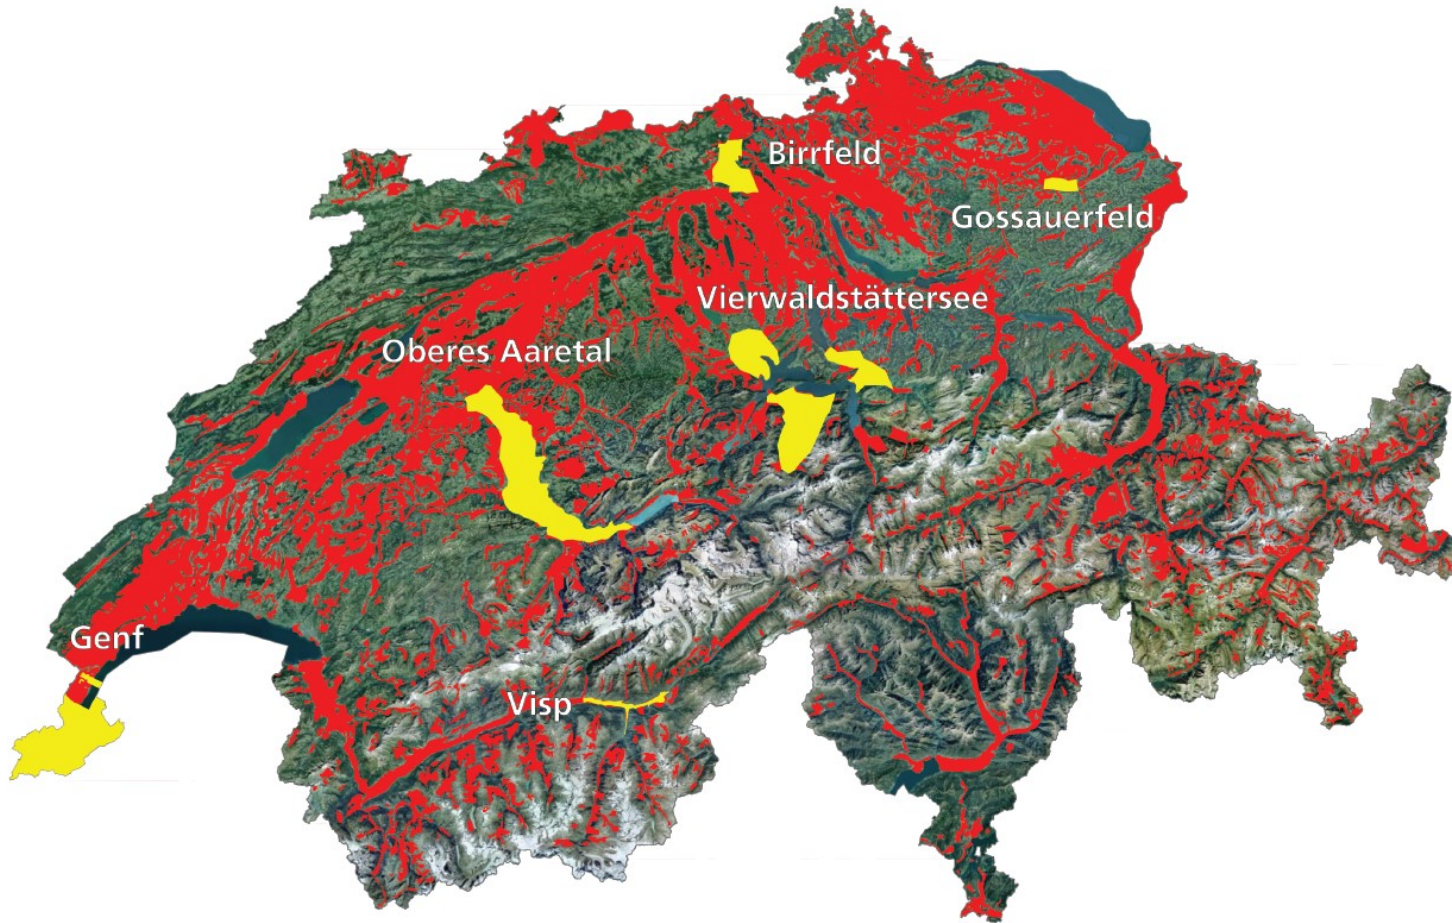 Birrfeld
Gossauerfeld
Vierwaldstättersee
Oberes Aaretal
Genf
Visp